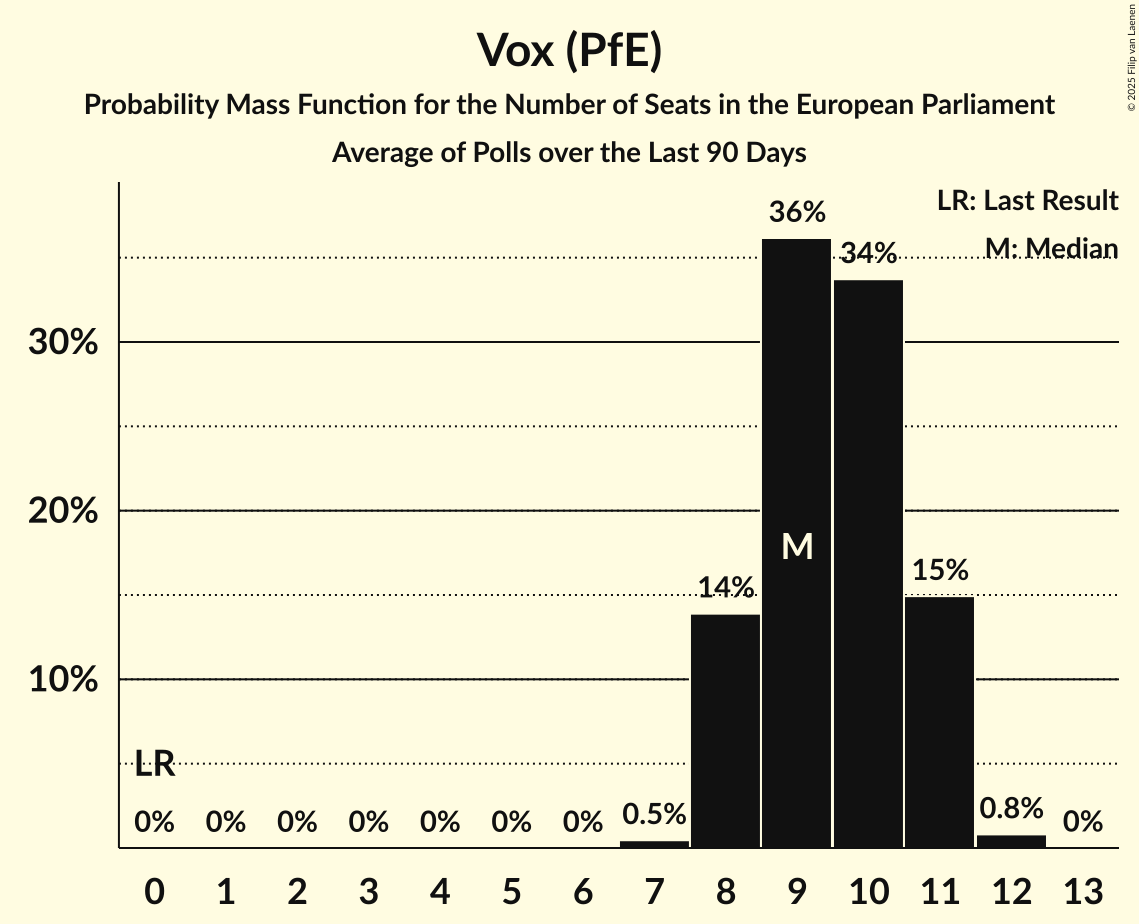 Vox (PfE)
Probability Mass Function for the Number of Seats in the European Parliament
Average of Polls over the Last 90 Days
© 2025 Filip van Laenen
LR: Last Result
M: Median
36%
34%
30%
20%
M
15%
14%
10%
LR
0% 0% 0% 0% 0% 0% 0% 0.5% 0.8% 0%
0 1 2 3 4 5 6 7 8 9 10 11 12 13